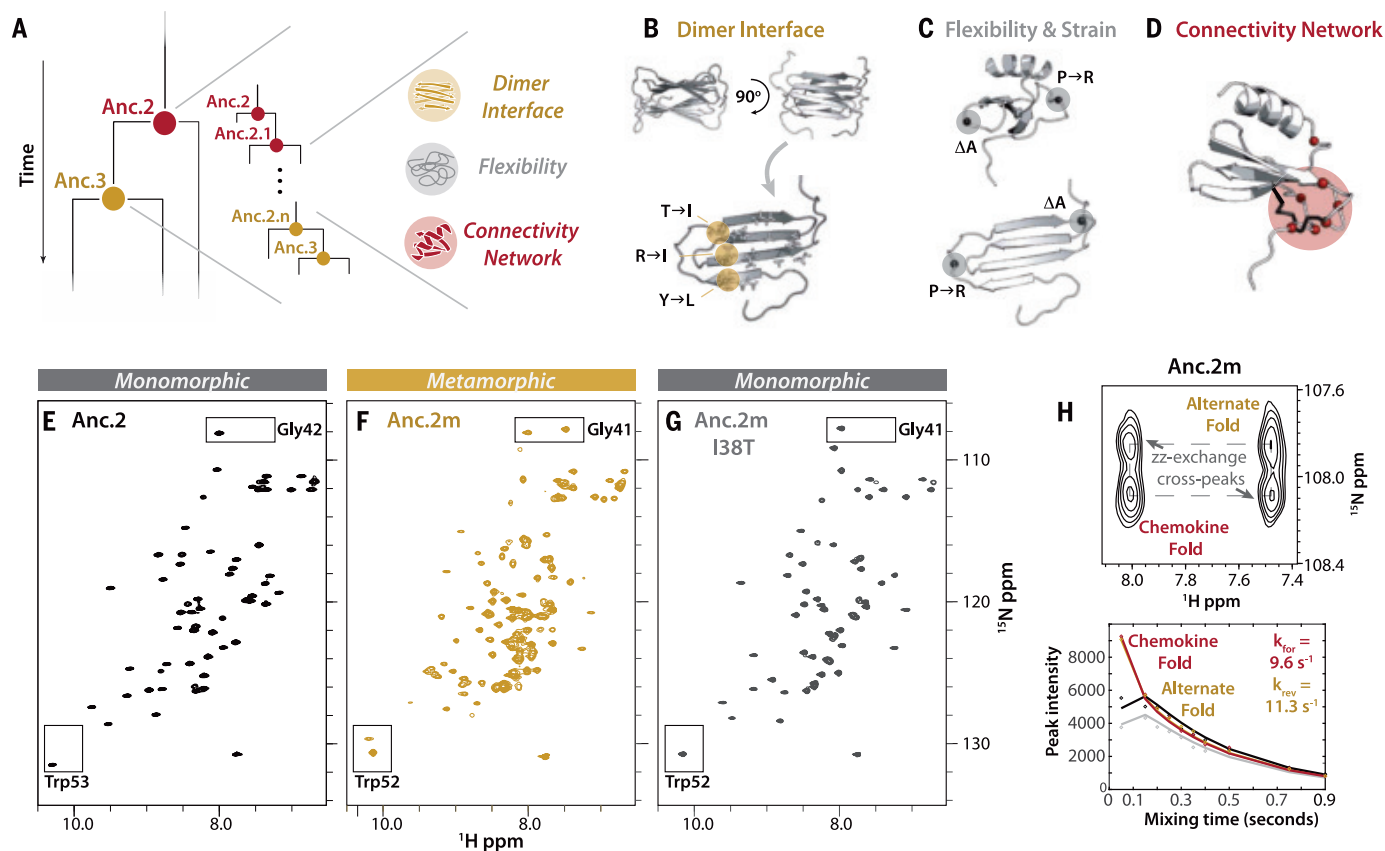 A
Time
Anc.2
Anc.3
Anc.2
Anc.2.1
Anc.2.n
Anc.3
Dimer
Interface
Flexibility
Connectivity
Network
B Dimer Interface
90°
T→I
R→I
Y→L
C Flexibility & Strain
P→R
ΔA
ΔA
P→R
D Connectivity Network
Monomorphic
E Anc.2
Gly42
Trp53
10.0 8.0
Metamorphic
F Anc.2m
Gly41
Trp52
10.0 8.0
¹H ppm
Monomorphic
G Anc.2m
I38T
Gly41
Trp52
10.0 8.0
110
120
130
¹⁵N ppm
H
Anc.2m
Alternate
Fold
zz-exchange
cross-peaks
Chemokine
Fold
107.6
108.0
108.4
¹⁵N ppm
8.0 7.8 7.6 7.4
¹H ppm
Peak intensity
8000
6000
4000
2000
0
Chemokine
Fold
Alternate
Fold
k for =
9.6 s⁻¹
k rev =
11.3 s⁻¹
0 0.1 0.3 0.5 0.7 0.9
Mixing time (seconds)